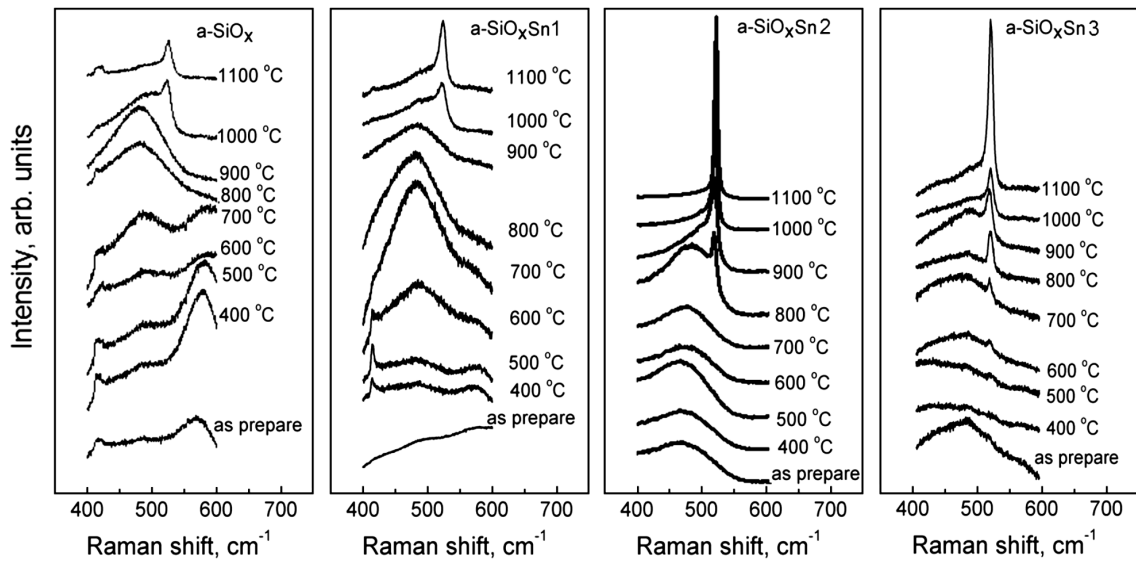 Intensity, arb. units
a-SiOₓ
1100 °C
1000 °C
900 °C
800 °C
700 °C
600 °C
500 °C
400 °C
as prepare
400 500 600 700
Raman shift, cm⁻¹
a-SiOₓSn1
1100 °C
1000 °C
900 °C
800 °C
700 °C
600 °C
500 °C
400 °C
as prepare
400 500 600 700
Raman shift, cm⁻¹
a-SiOₓSn2
1100 °C
1000 °C
900 °C
800 °C
700 °C
600 °C
500 °C
400 °C
as prepare
400 500 600 700
Raman shift, cm⁻¹
a-SiOₓSn3
1100 °C
1000 °C
900 °C
800 °C
700 °C
600 °C
500 °C
400 °C
as prepare
400 500 600 700
Raman shift, cm⁻¹